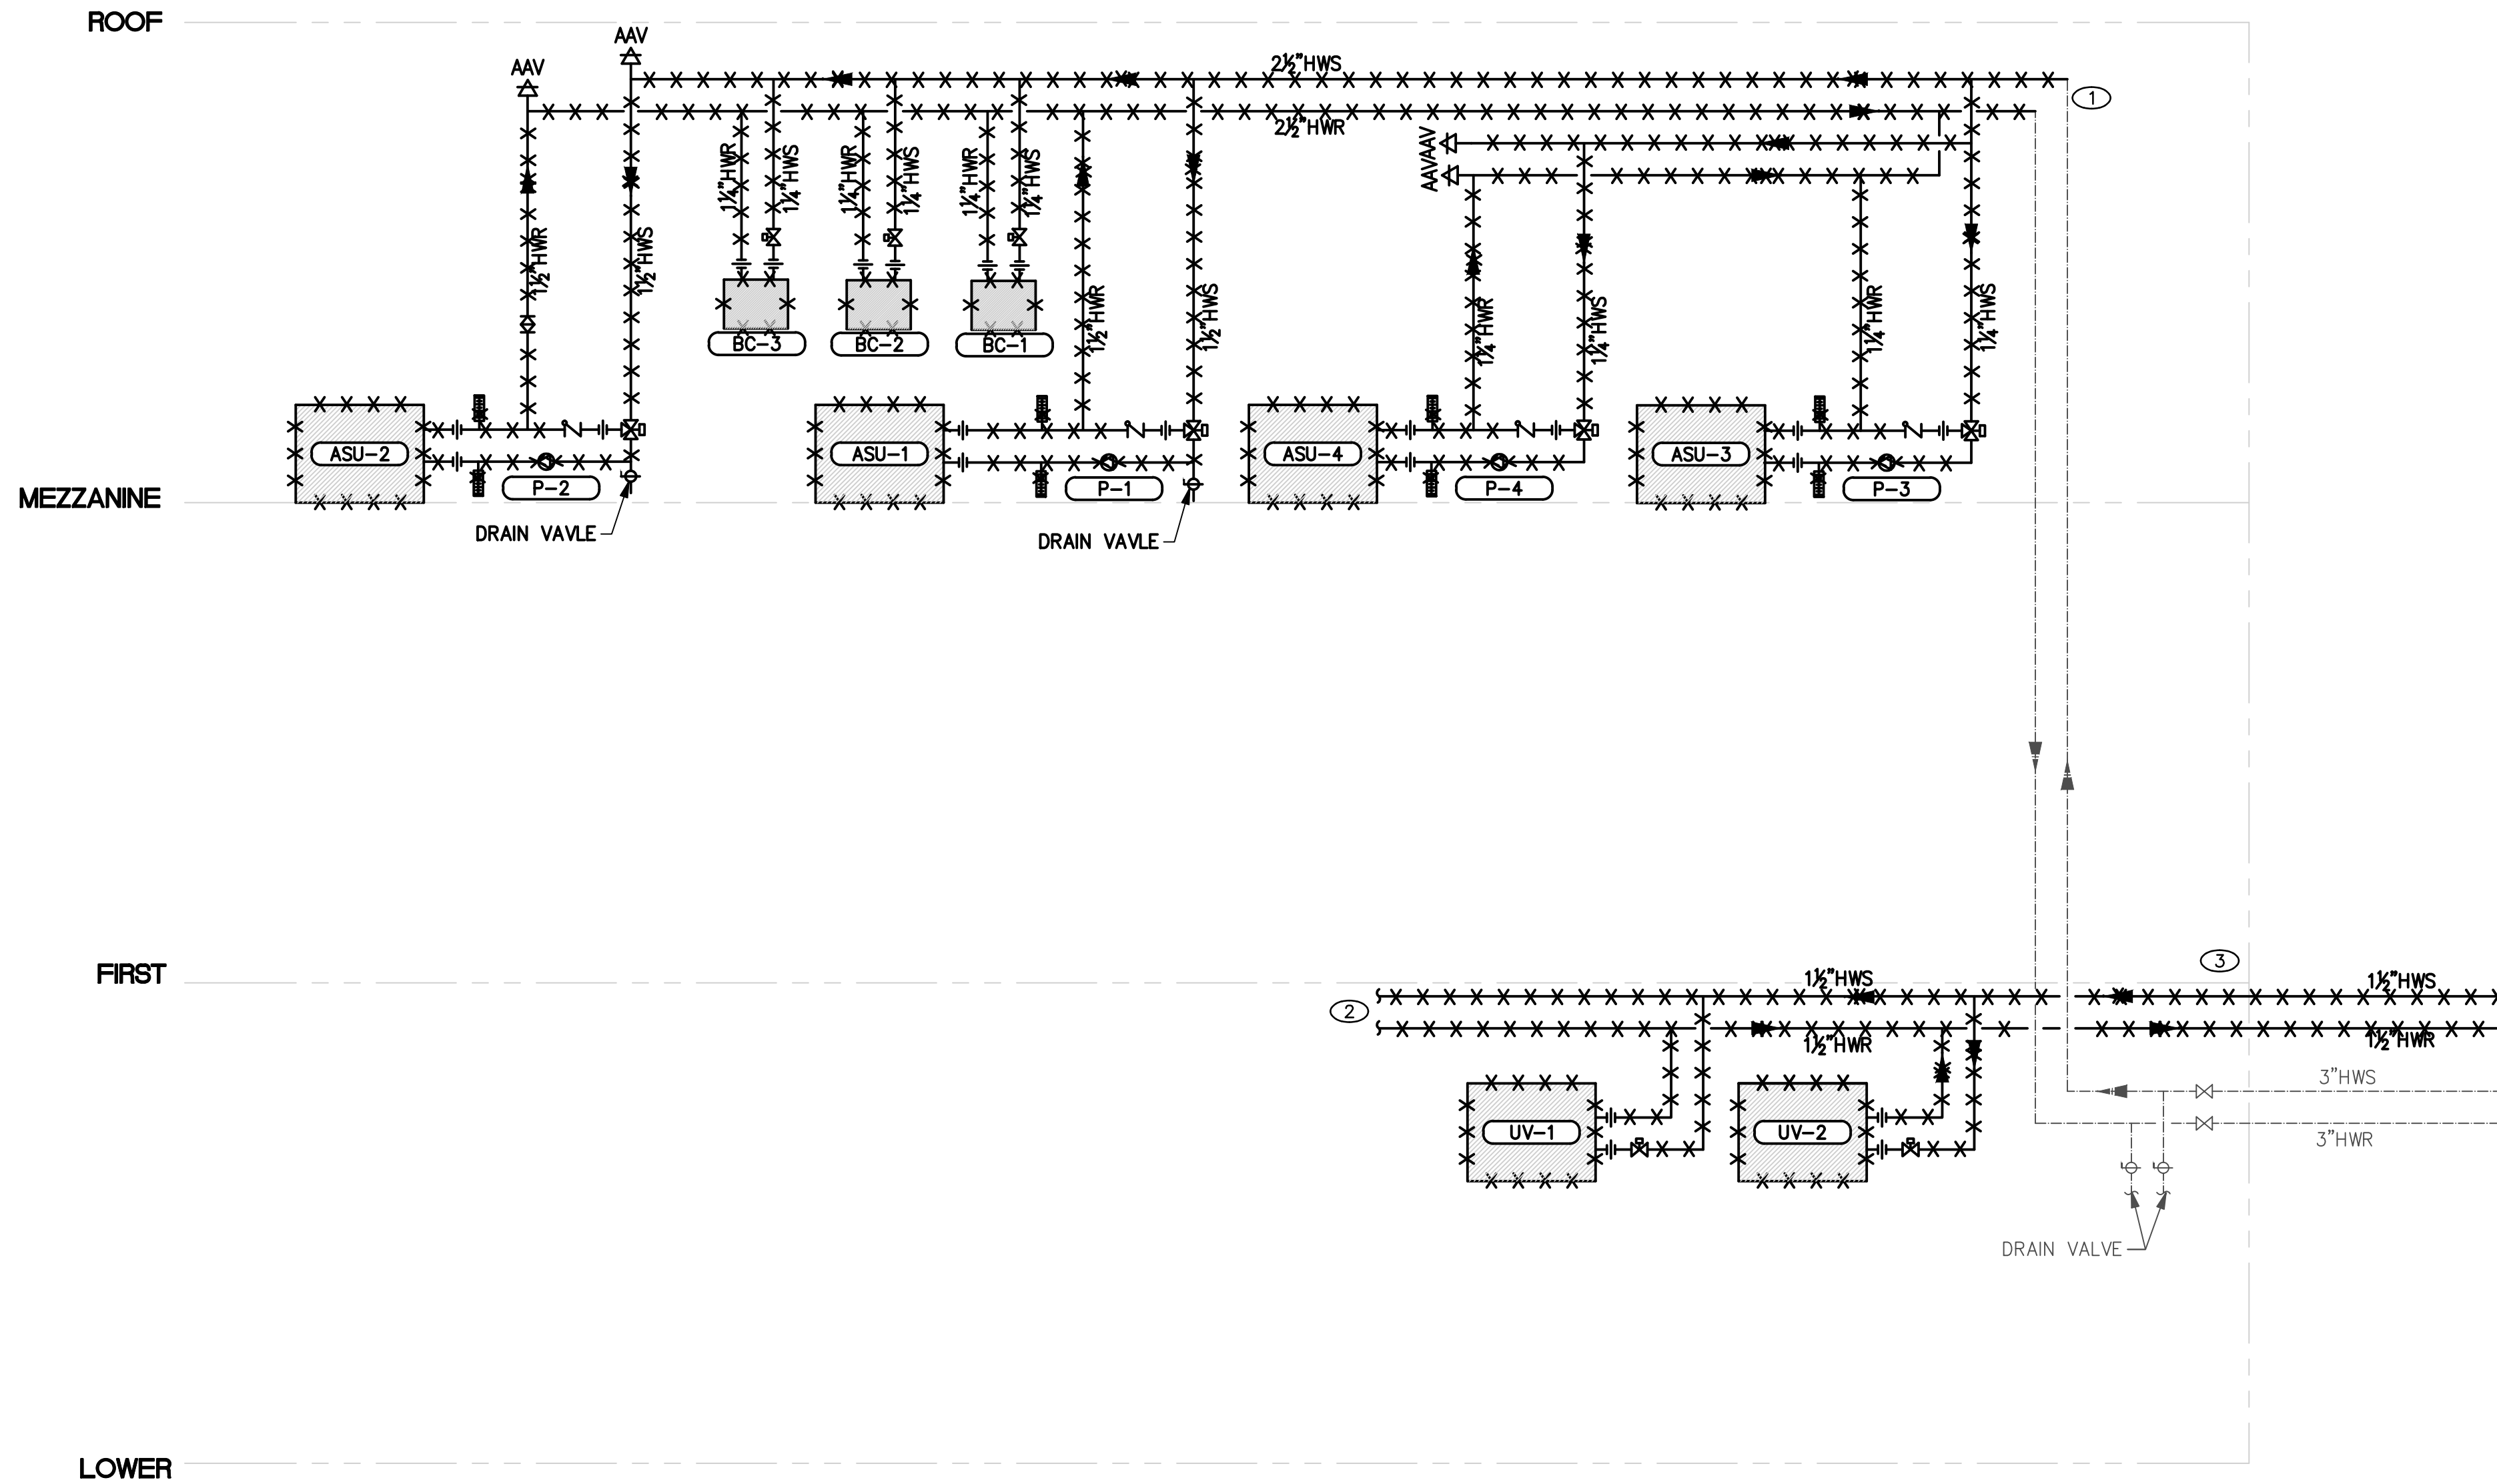 ROOF
AAV
AAV
2½"HWS
1
2½"HWR
AAV
AAV
1½"HWR
1½"HWS
1¼"HWR
1¼"HWS
1¼"HWR
1¼"HWS
1¼"HWR
1¼"HWS
1½"HWR
1½"HWS
1¼"HWR
1¼"HWS
1¼"HWR
1¼"HWS
BC-3
BC-2
BC-1
ASU-2
ASU-1
ASU-4
ASU-3
P-2
P-1
P-4
P-3
MEZZANINE
DRAIN VAVLE
DRAIN VAVLE
FIRST
3
1½"HWS
1½"HWS
2
1½"HWR
1½"HWR
3"HWS
UV-1
UV-2
3"HWR
DRAIN VALVE
LOWER